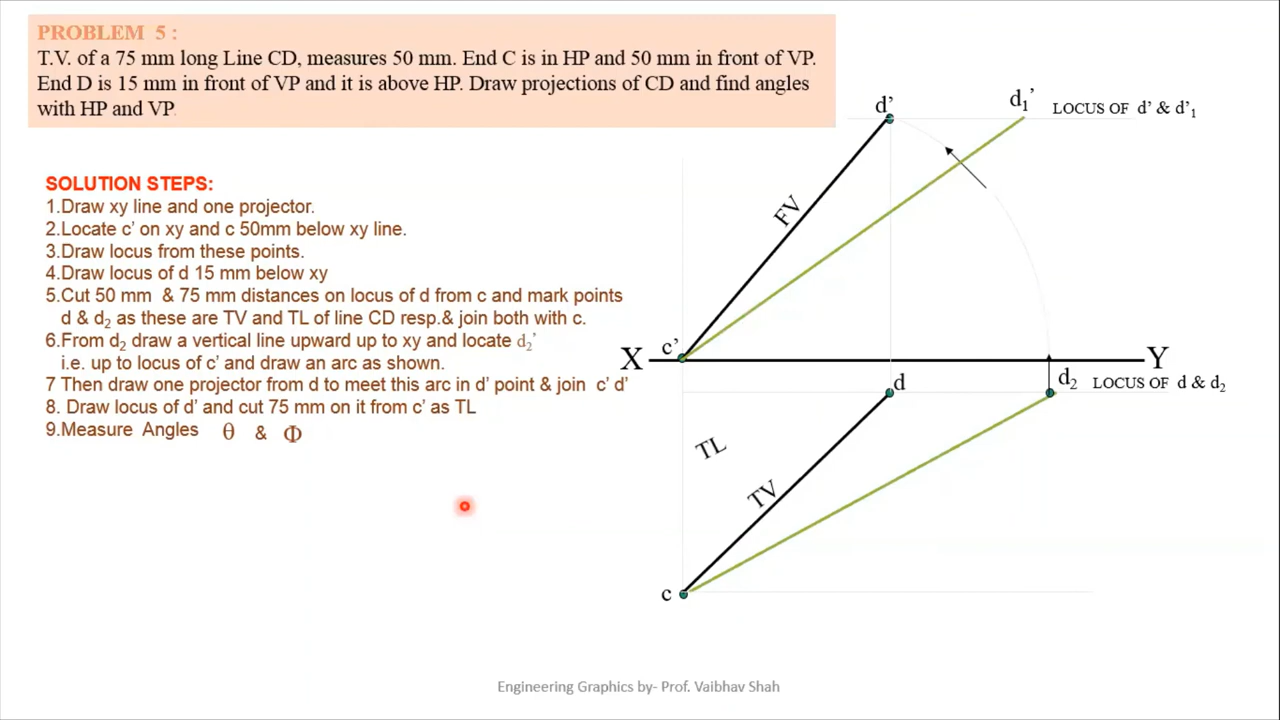 PROBLEM 5 :
T.V. of a 75 mm long Line CD, measures 50 mm. End C is in HP and 50 mm in front of VP.
End D is 15 mm in front of VP and it is above HP. Draw projections of CD and find angles
with HP and VP.
SOLUTION STEPS:
1.Draw xy line and one projector.
2.Locate c’ on xy and c 50mm below xy line.
3.Draw locus from these points.
4.Draw locus of d 15 mm below xy
5.Cut 50 mm & 75 mm distances on locus of d from c and mark points
d & d₂ as these are TV and TL of line CD resp.& join both with c.
6.From d₂ draw a vertical line upward up to xy and locate d₂’
i.e. up to locus of c’ and draw an arc as shown.
7 Then draw one projector from d to meet this arc in d’ point & join c’ d’
8. Draw locus of d’ and cut 75 mm on it from c’ as TL
9.Measure Angles θ & Φ
d’
d₁’
LOCUS OF d’ & d’₁
FV
c’
X
Y
d
d₂
LOCUS OF d & d₂
TL
TV
c
Engineering Graphics by- Prof. Vaibhav Shah